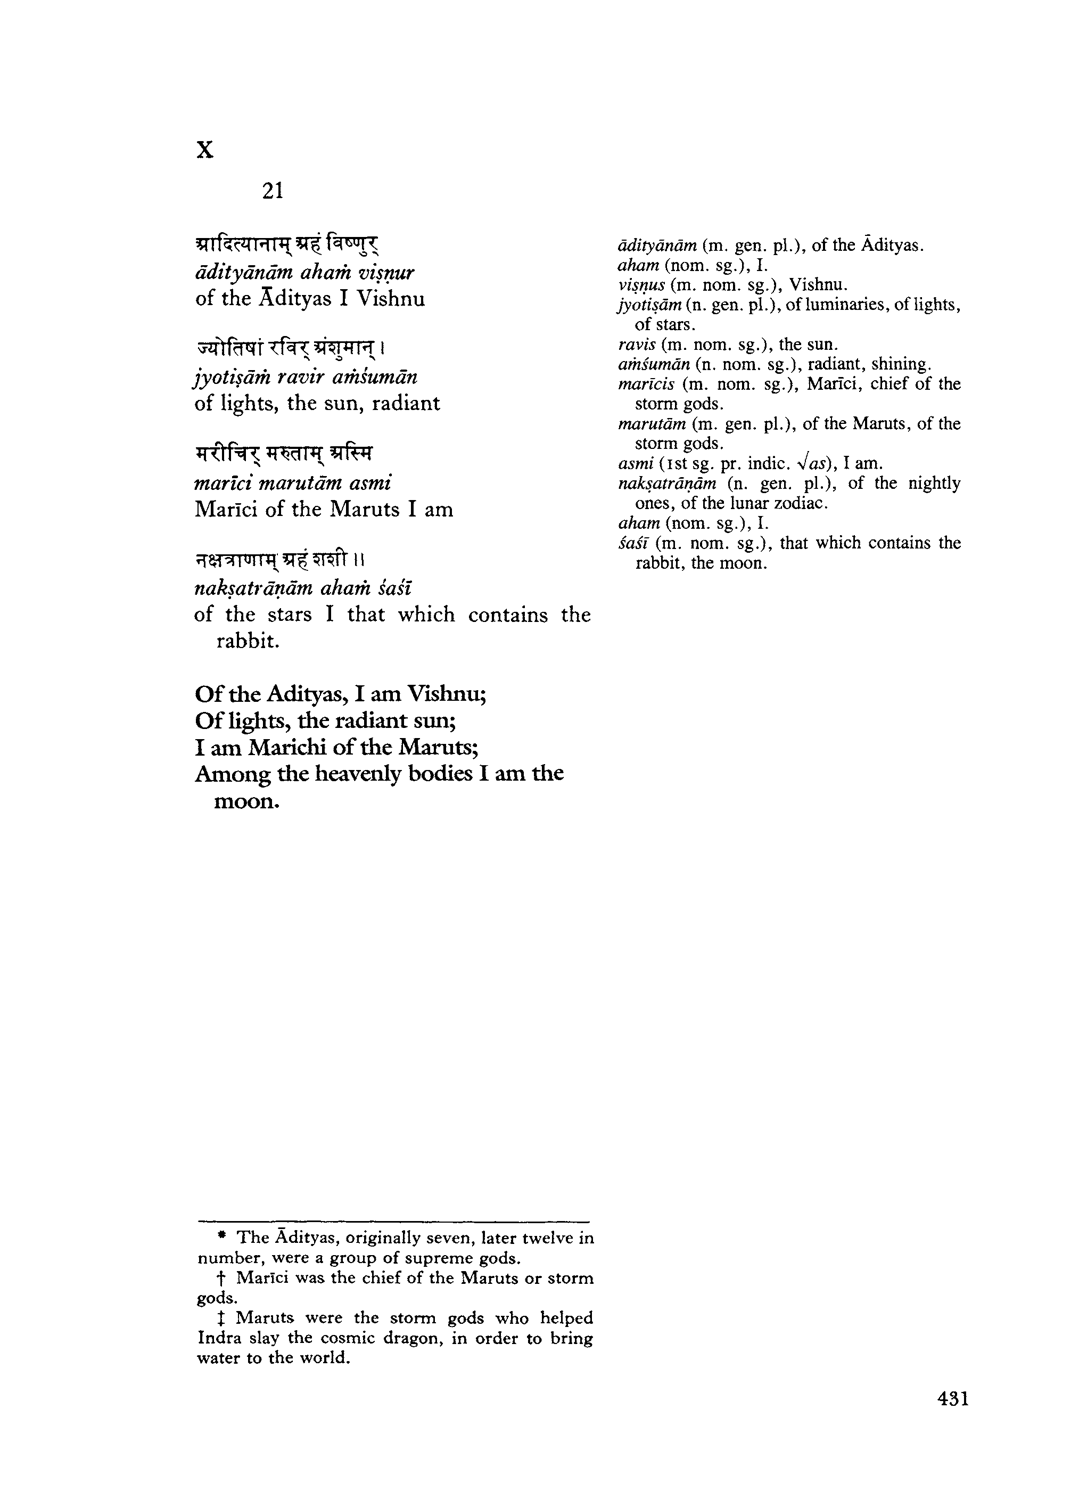 X
21
आदित्यानाम् अहं विष्णुर्
ādityānām ahaṁ viṣṇur
of the Ādityas I Vishnu
ज्योतिषां रविर् अंशुमान् ।
jyotiṣāṁ ravir aṁśumān
of lights, the sun, radiant
मरीचिर् मरुताम् अस्मि
marīci marutām asmi
Marīci of the Maruts I am
नक्षत्राणाम् अहं शशी ॥
nakṣatrāṇām ahaṁ śaśī
of the stars I that which contains the
rabbit.
Of the Adityas, I am Vishnu;
Of lights, the radiant sun;
I am Marichi of the Maruts;
Among the heavenly bodies I am the
moon.
ādityānām (m. gen. pl.), of the Ādityas.
aham (nom. sg.), I.
viṣṇus (m. nom. sg.), Vishnu.
jyotiṣām (n. gen. pl.), of luminaries, of lights,
of stars.
ravis (m. nom. sg.), the sun.
aṁśumān (n. nom. sg.), radiant, shining.
marīcis (m. nom. sg.), Marīci, chief of the
storm gods.
marutām (m. gen. pl.), of the Maruts, of the
storm gods.
asmi (1st sg. pr. indic. √as), I am.
nakṣatrāṇām (n. gen. pl.), of the nightly
ones, of the lunar zodiac.
aham (nom. sg.), I.
śaśī (m. nom. sg.), that which contains the
rabbit, the moon.
* The Ādityas, originally seven, later twelve in
number, were a group of supreme gods.
† Marīci was the chief of the Maruts or storm
gods.
‡ Maruts were the storm gods who helped
Indra slay the cosmic dragon, in order to bring
water to the world.
431